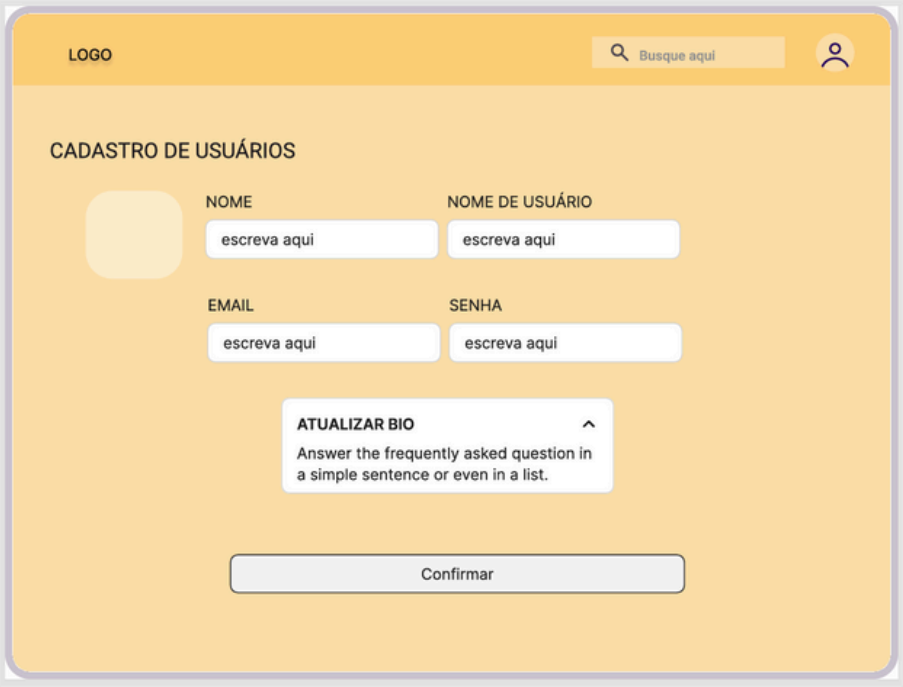 LOGO
Busque aqui
CADASTRO DE USUÁRIOS
NOME
NOME DE USUÁRIO
escreva aqui
escreva aqui
EMAIL
SENHA
escreva aqui
escreva aqui
ATUALIZAR BIO
Answer the frequently asked question in
a simple sentence or even in a list.
Confirmar